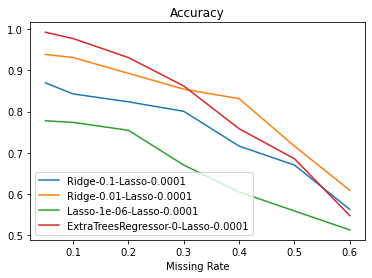 Accuracy
1.0
0.9
0.8
0.7
0.6
0.5
Ridge-0.1-Lasso-0.0001
Ridge-0.01-Lasso-0.0001
Lasso-1e-06-Lasso-0.0001
ExtraTreesRegressor-0-Lasso-0.0001
0.1 0.2 0.3 0.4 0.5 0.6
Missing Rate